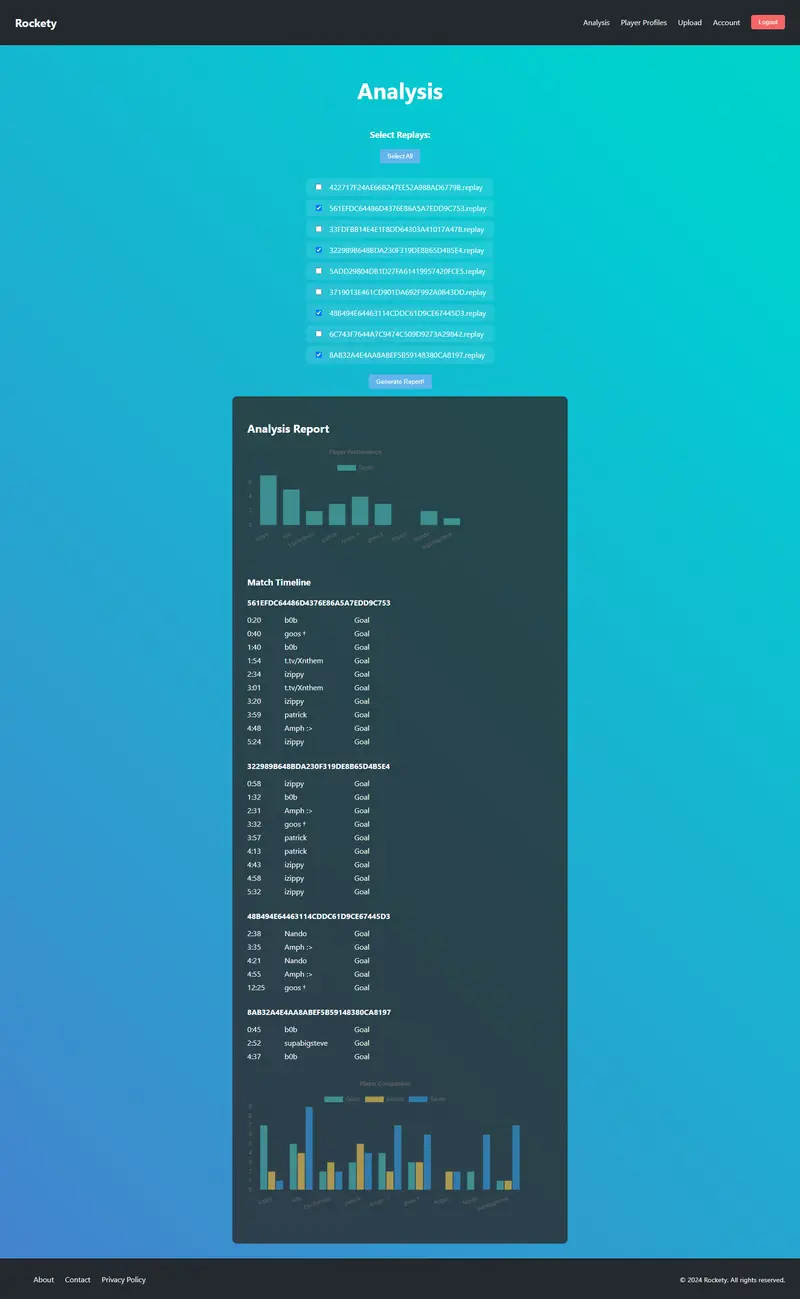 Rockety
Analysis Player Profiles Upload Account Logout
Analysis
Select Replays:
Select All
422717F24AE66B247EE52A98BAD6779B.replay
561EFDC64486D4376E86A5A7EDD9C753.replay
33FDFBB14E4E1F8DD64303A41017A47B.replay
322989B648BDA230F319DE8B65D4B5E4.replay
5ADD29804DB1D27FA61419957420FCE5.replay
3719013E461CD901DA692F992A0B43DD.replay
48B494E64463114CDDC61D9CE67445D3.replay
6C743F7644A7C9474C509D9273A29842.replay
8AB32A4E4AA8ABEF5B59148380CA8197.replay
Generate Report!
Analysis Report
Player Performance
Goals
Match Timeline
561EFDC64486D4376E86A5A7EDD9C753
0:20 b0b Goal
0:40 goos † Goal
1:40 b0b Goal
1:54 t.tv/Xnthem Goal
2:34 izippy Goal
3:01 t.tv/Xnthem Goal
3:20 izippy Goal
3:59 patrick Goal
4:48 Amph :> Goal
5:24 izippy Goal
322989B648BDA230F319DE8B65D4B5E4
0:58 izippy Goal
1:32 b0b Goal
2:31 Amph :> Goal
3:32 goos † Goal
3:57 patrick Goal
4:13 patrick Goal
4:43 izippy Goal
4:58 izippy Goal
5:32 izippy Goal
48B494E64463114CDDC61D9CE67445D3
2:38 Nando Goal
3:35 Amph :> Goal
4:21 Nando Goal
4:55 Amph :> Goal
12:25 goos † Goal
8AB32A4E4AA8ABEF5B59148380CA8197
0:45 b0b Goal
2:52 supabigsteve Goal
4:37 b0b Goal
Player Comparison
Goals Assists Saves
About Contact Privacy Policy
© 2024 Rockety. All rights reserved.